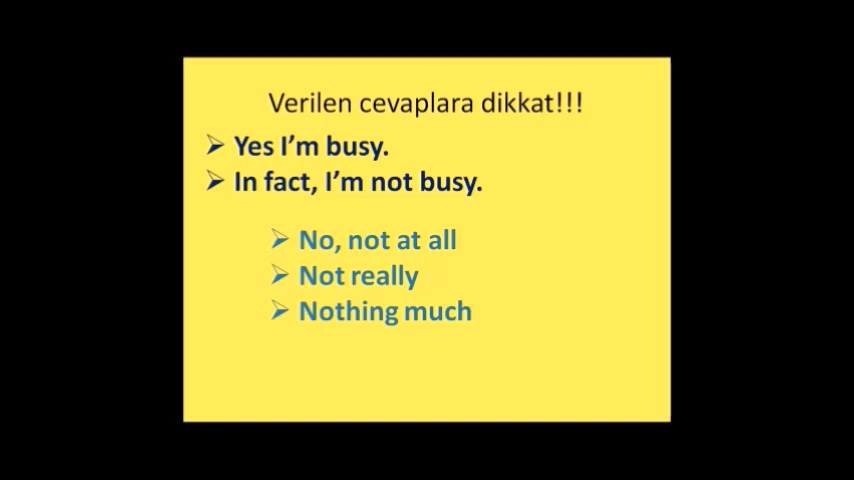 Verilen cevaplara dikkat!!!
Yes I'm busy.
In fact, I'm not busy.
No, not at all
Not really
Nothing much